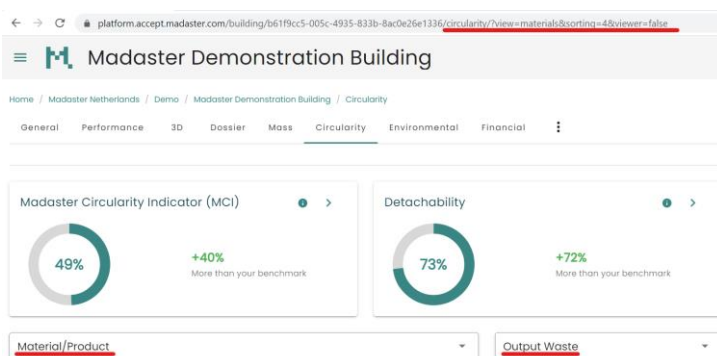 platform.accept.madaster.com/building/b61f9cc5-005c-4935-833b-8ac0e26e1336/circularity/?view=materials&sorting=4&viewer=false
Madaster Demonstration Building
Home / Madaster Netherlands / Demo / Madaster Demonstration Building / Circularity
General Performance 3D Dossier Mass Circularity Environmental Financial
Madaster Circularity Indicator (MCI)
49%
+40%
More than your benchmark
Detachability
73%
+72%
More than your benchmark
Material/Product
Output Waste